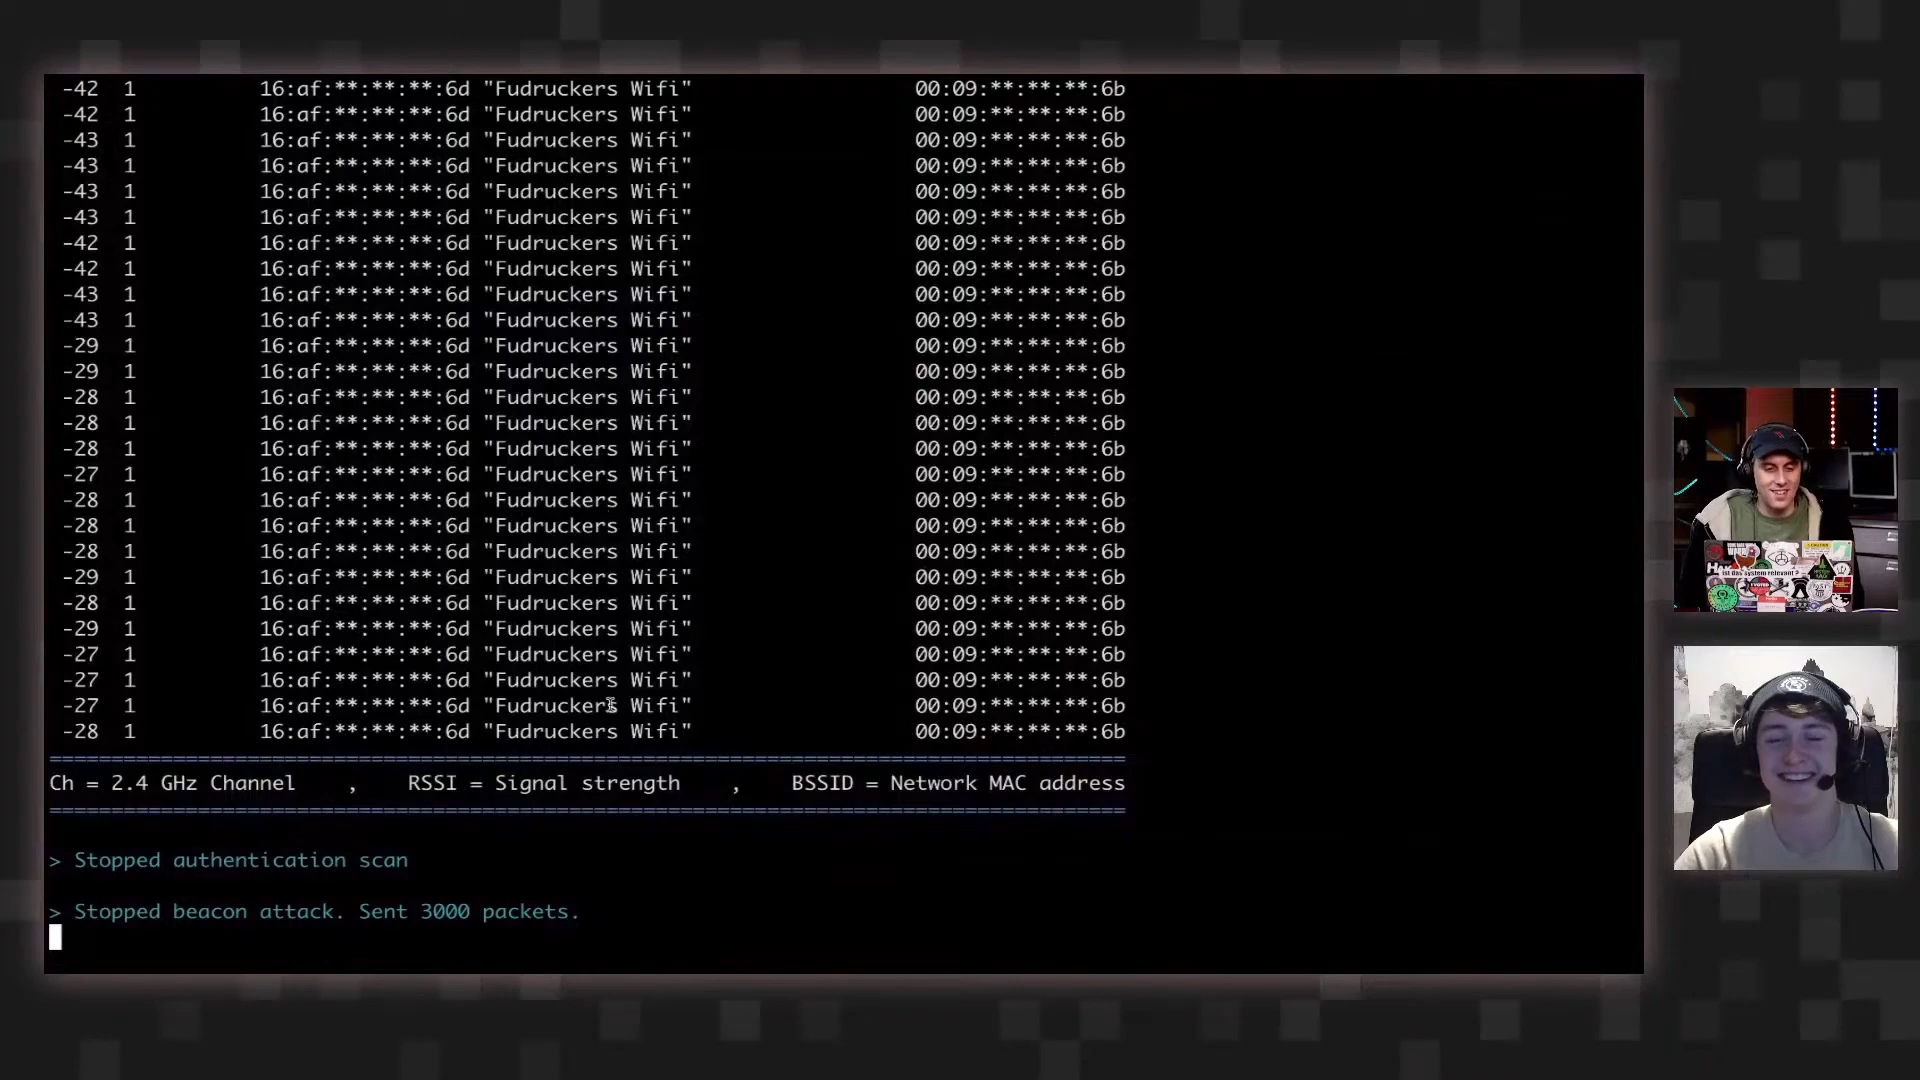 -42 1 16:af:**:**:**:6d "Fudruckers Wifi" 00:09:**:**:**:6b
-42 1 16:af:**:**:**:6d "Fudruckers Wifi" 00:09:**:**:**:6b
-43 1 16:af:**:**:**:6d "Fudruckers Wifi" 00:09:**:**:**:6b
-43 1 16:af:**:**:**:6d "Fudruckers Wifi" 00:09:**:**:**:6b
-43 1 16:af:**:**:**:6d "Fudruckers Wifi" 00:09:**:**:**:6b
-43 1 16:af:**:**:**:6d "Fudruckers Wifi" 00:09:**:**:**:6b
-42 1 16:af:**:**:**:6d "Fudruckers Wifi" 00:09:**:**:**:6b
-42 1 16:af:**:**:**:6d "Fudruckers Wifi" 00:09:**:**:**:6b
-43 1 16:af:**:**:**:6d "Fudruckers Wifi" 00:09:**:**:**:6b
-43 1 16:af:**:**:**:6d "Fudruckers Wifi" 00:09:**:**:**:6b
-29 1 16:af:**:**:**:6d "Fudruckers Wifi" 00:09:**:**:**:6b
-29 1 16:af:**:**:**:6d "Fudruckers Wifi" 00:09:**:**:**:6b
-28 1 16:af:**:**:**:6d "Fudruckers Wifi" 00:09:**:**:**:6b
-28 1 16:af:**:**:**:6d "Fudruckers Wifi" 00:09:**:**:**:6b
-28 1 16:af:**:**:**:6d "Fudruckers Wifi" 00:09:**:**:**:6b
-27 1 16:af:**:**:**:6d "Fudruckers Wifi" 00:09:**:**:**:6b
-28 1 16:af:**:**:**:6d "Fudruckers Wifi" 00:09:**:**:**:6b
-28 1 16:af:**:**:**:6d "Fudruckers Wifi" 00:09:**:**:**:6b
-28 1 16:af:**:**:**:6d "Fudruckers Wifi" 00:09:**:**:**:6b
-29 1 16:af:**:**:**:6d "Fudruckers Wifi" 00:09:**:**:**:6b
-28 1 16:af:**:**:**:6d "Fudruckers Wifi" 00:09:**:**:**:6b
-29 1 16:af:**:**:**:6d "Fudruckers Wifi" 00:09:**:**:**:6b
-27 1 16:af:**:**:**:6d "Fudruckers Wifi" 00:09:**:**:**:6b
-27 1 16:af:**:**:**:6d "Fudruckers Wifi" 00:09:**:**:**:6b
-27 1 16:af:**:**:**:6d "Fudruckers Wifi" 00:09:**:**:**:6b
-28 1 16:af:**:**:**:6d "Fudruckers Wifi" 00:09:**:**:**:6b
Ch = 2.4 GHz Channel , RSSI = Signal strength , BSSID = Network MAC address
> Stopped authentication scan
> Stopped beacon attack. Sent 3000 packets.
ist das system relevant ?